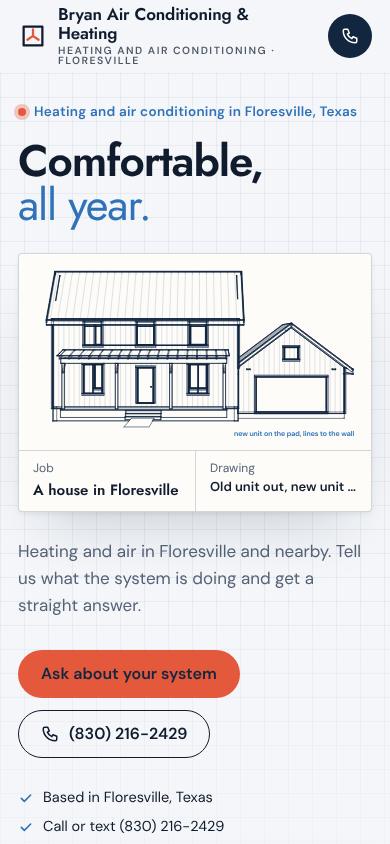 Bryan Air Conditioning &
Heating
HEATING AND AIR CONDITIONING ·
FLORESVILLE
Heating and air conditioning in Floresville, Texas
Comfortable,
all year.
new unit on the pad, lines to the wall
Job
A house in Floresville
Drawing
Old unit out, new unit ...
Heating and air in Floresville and nearby. Tell
us what the system is doing and get a
straight answer.
Ask about your system
(830) 216-2429
Based in Floresville, Texas
Call or text (830) 216-2429